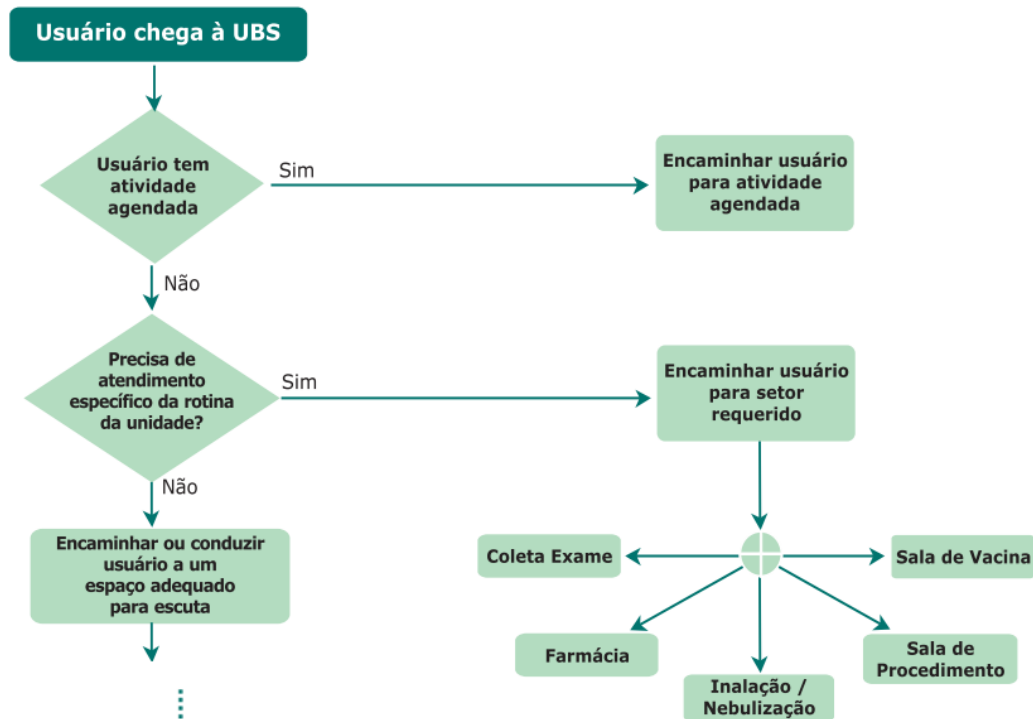 Usuário chega à UBS
Usuário tem
atividade
agendada
Sim
Encaminhar usuário
para atividade
agendada
Não
Precisa de
atendimento
específico da rotina
da unidade?
Sim
Encaminhar usuário
para setor
requerido
Não
Encaminhar ou conduzir
usuário a um
espaço adequado
para escuta
Coleta Exame
Sala de Vacina
Farmácia
Sala de
Procedimento
Inalação /
Nebulização